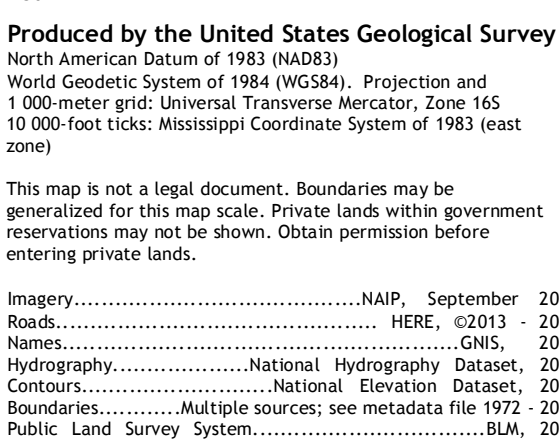 Produced by the United States Geological Survey
North American Datum of 1983 (NAD83)
World Geodetic System of 1984 (WGS84). Projection and
1 000-meter grid: Universal Transverse Mercator, Zone 16S
10 000-foot ticks: Mississippi Coordinate System of 1983 (east
zone)
This map is not a legal document. Boundaries may be
generalized for this map scale. Private lands within government
reservations may not be shown. Obtain permission before
entering private lands.
Imagery..........................................NAIP, September 20
Roads............................................... HERE, ©2013 - 20
Names..........................................................GNIS, 20
Hydrography....................National Hydrography Dataset, 20
Contours............................National Elevation Dataset, 20
Boundaries............Multiple sources; see metadata file 1972 - 20
Public Land Survey System..................................BLM, 20